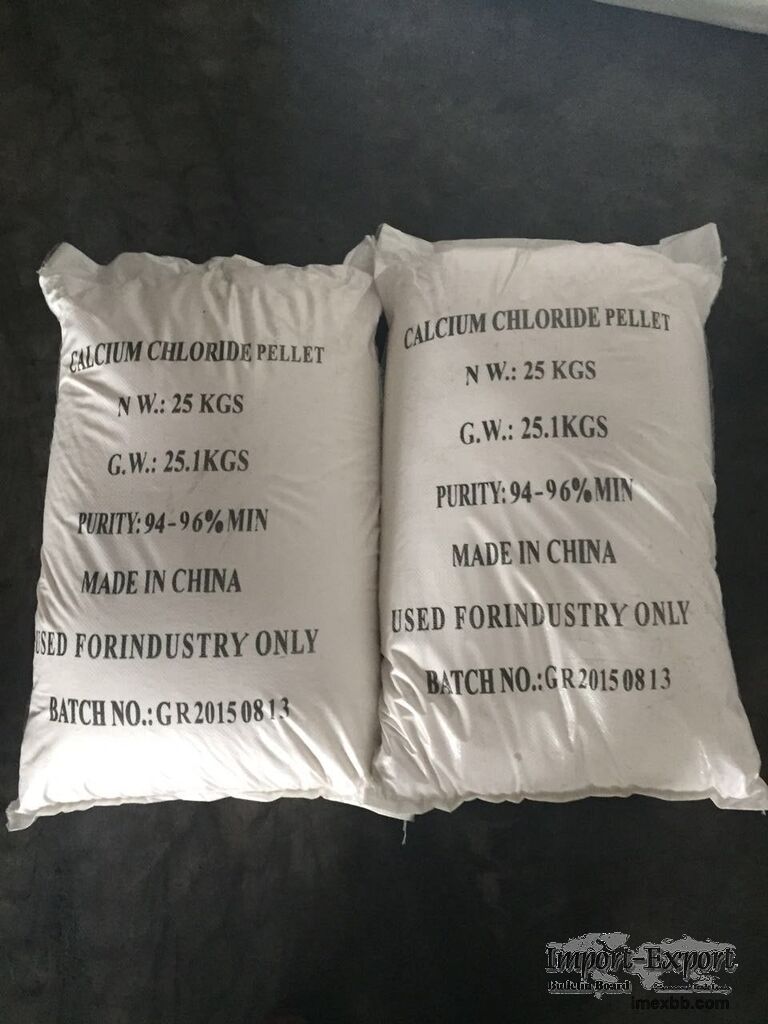 CALCIUM CHLORIDE PELLET
N W.: 25 KGS
G.W.: 25.1KGS
PURITY: 94-96%MIN
MADE IN CHINA
USED FORINDUSTRY ONLY
BATCH NO.:GR20150813
CALCIUM CHLORIDE PELLET
N W.: 25 KGS
G.W.: 25.1KGS
PURITY: 94-96%MIN
MADE IN CHINA
USED FORINDUSTRY ONLY
BATCH NO.:GR20150813
Import-Export
Bulletin Board
imexbb.com